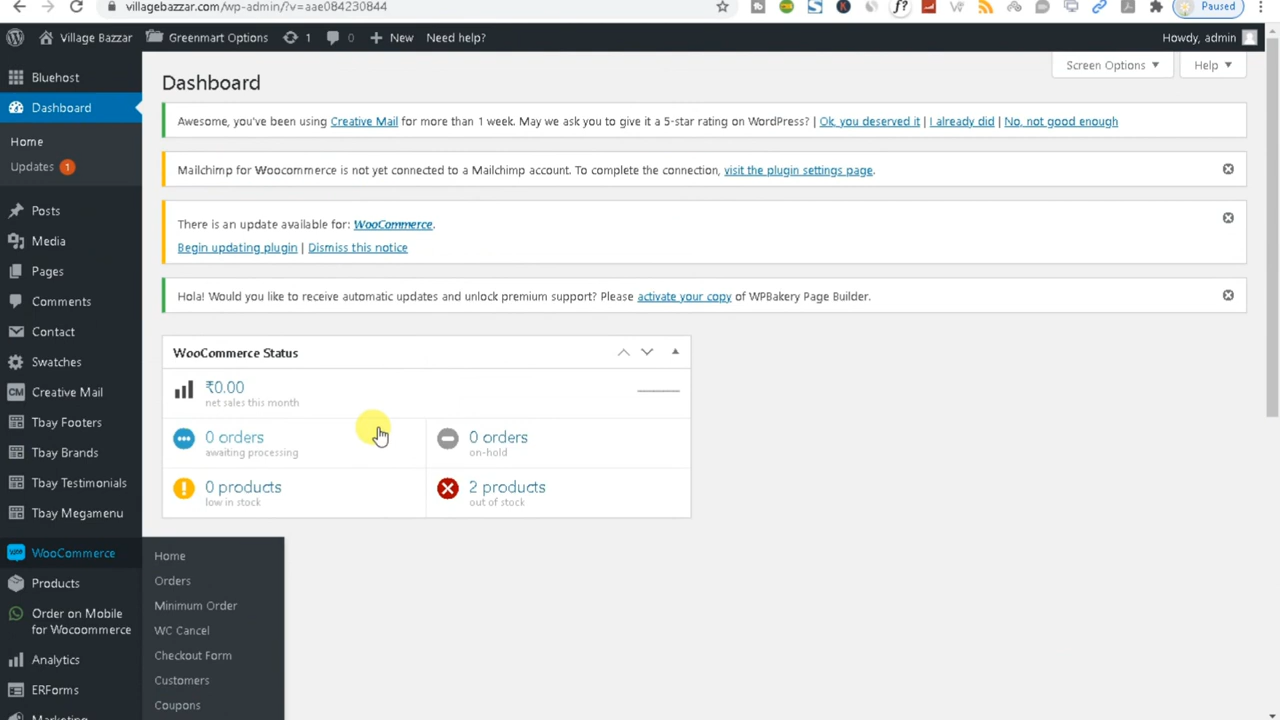 villagebazzar.com/wp-admin/?v=aae084230844
Paused
Village Bazzar
Greenmart Options
1
0
New
Need help?
Howdy, admin
Bluehost
Dashboard
Home
Updates 1
Posts
Media
Pages
Comments
Contact
Swatches
CM Creative Mail
Tbay Footers
Tbay Brands
Tbay Testimonials
Tbay Megamenu
WooCommerce
Products
Order on Mobile
for Wocoommerce
Analytics
ERForms
Marketing
Home
Orders
Minimum Order
WC Cancel
Checkout Form
Customers
Coupons
Screen Options
Help
Dashboard
Awesome, you've been using Creative Mail for more than 1 week. May we ask you to give it a 5-star rating on WordPress? | Ok, you deserved it | I already did | No, not good enough
Mailchimp for Woocommerce is not yet connected to a Mailchimp account. To complete the connection, visit the plugin settings page.
There is an update available for: WooCommerce.
Begin updating plugin | Dismiss this notice
Hola! Would you like to receive automatic updates and unlock premium support? Please activate your copy of WPBakery Page Builder.
WooCommerce Status
₹0.00
net sales this month
0 orders
awaiting processing
0 orders
on-hold
0 products
low in stock
2 products
out of stock